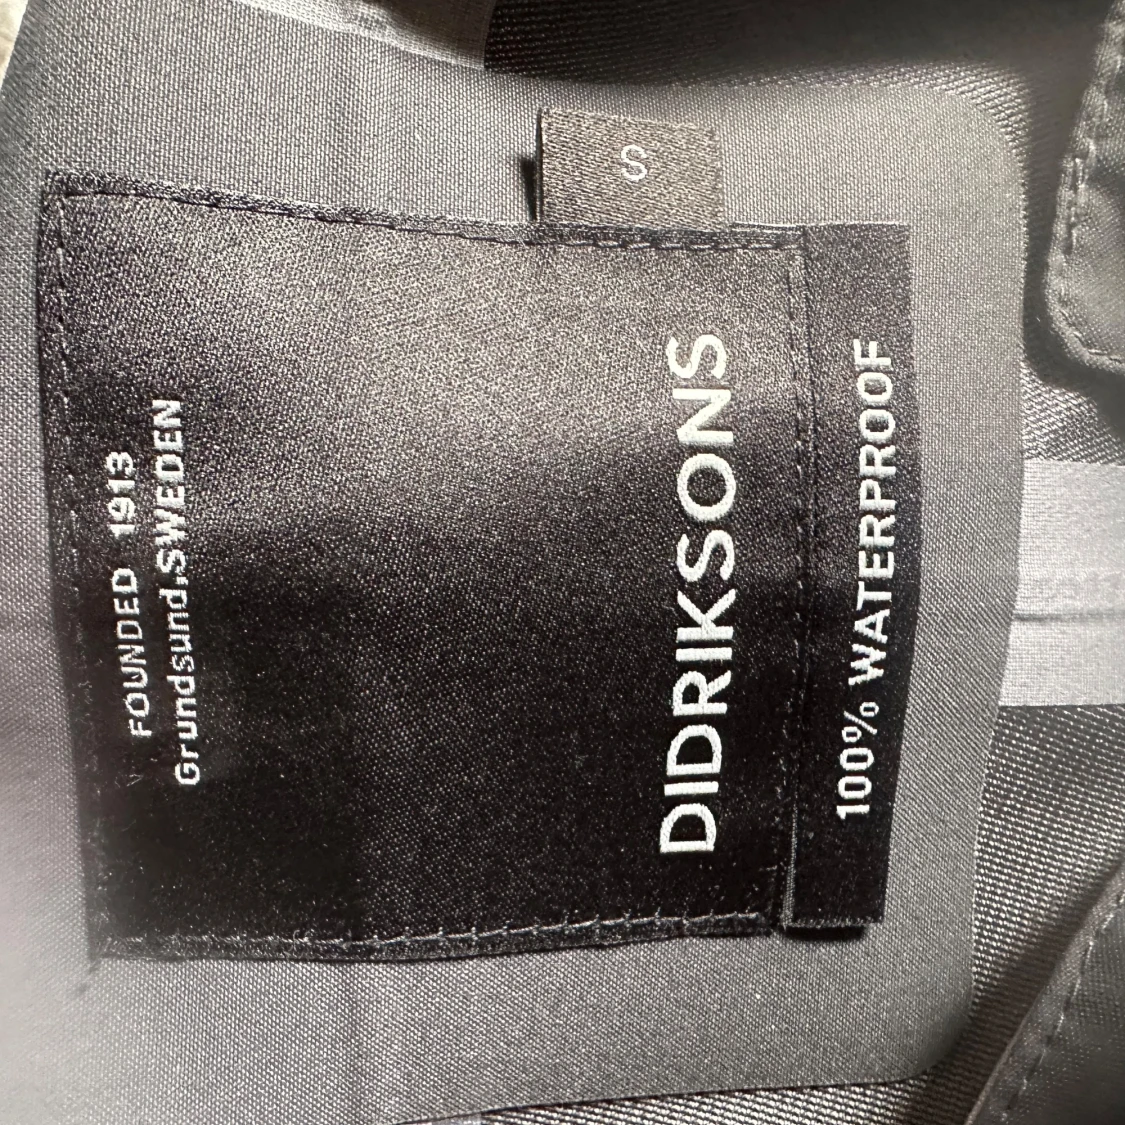 FOUNDED 1913
Grundsund,SWEDEN
DIDRIKSONS
100% WATERPROOF
S